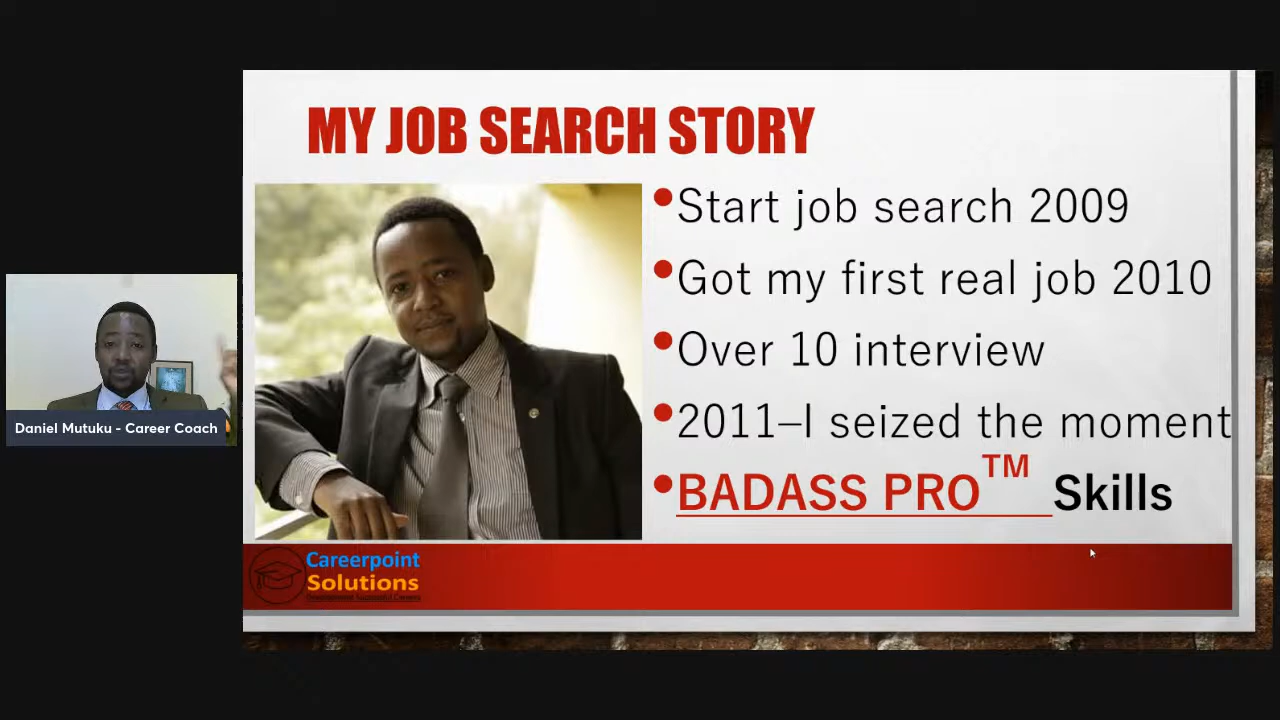 MY JOB SEARCH STORY
•Start job search 2009
•Got my first real job 2010
•Over 10 interview
•2011–I seized the moment
•BADASS PRO™ Skills
Daniel Mutuku - Career Coach
Careerpoint
Solutions